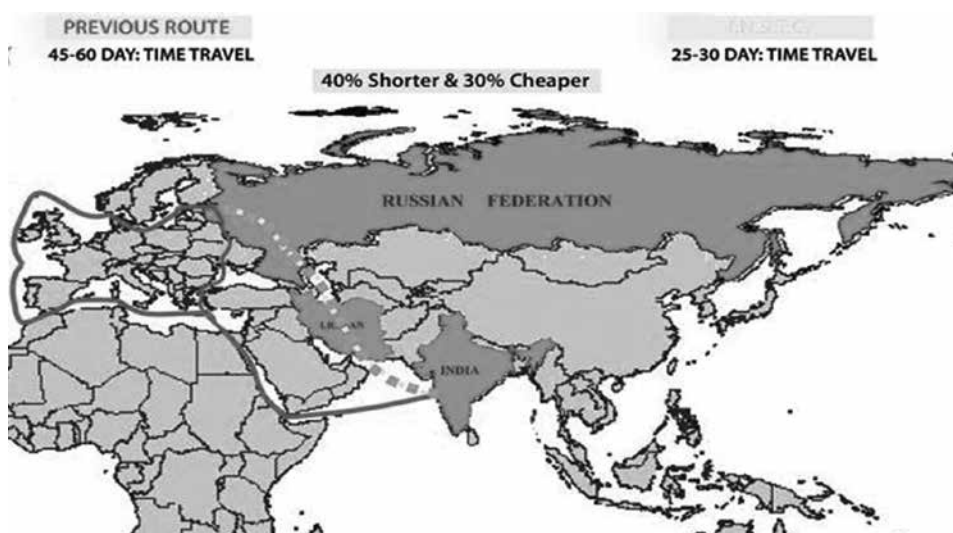 PREVIOUS ROUTE
45-60 DAY: TIME TRAVEL
25-30 DAY: TIME TRAVEL
40% Shorter & 30% Cheaper
RUSSIAN FEDERATION
INDIA